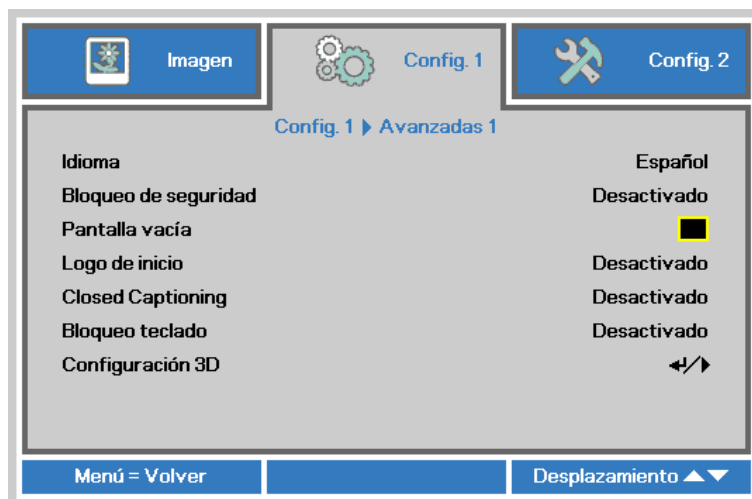 Imagen Config. 1 Config. 2
Config. 1 Avanzadas 1
Idioma Español
Bloqueo de seguridad Desactivado
Pantalla vacía
Logo de inicio Desactivado
Closed Captioning Desactivado
Bloqueo teclado Desactivado
Configuración 3D
Menú = Volver Desplazamiento